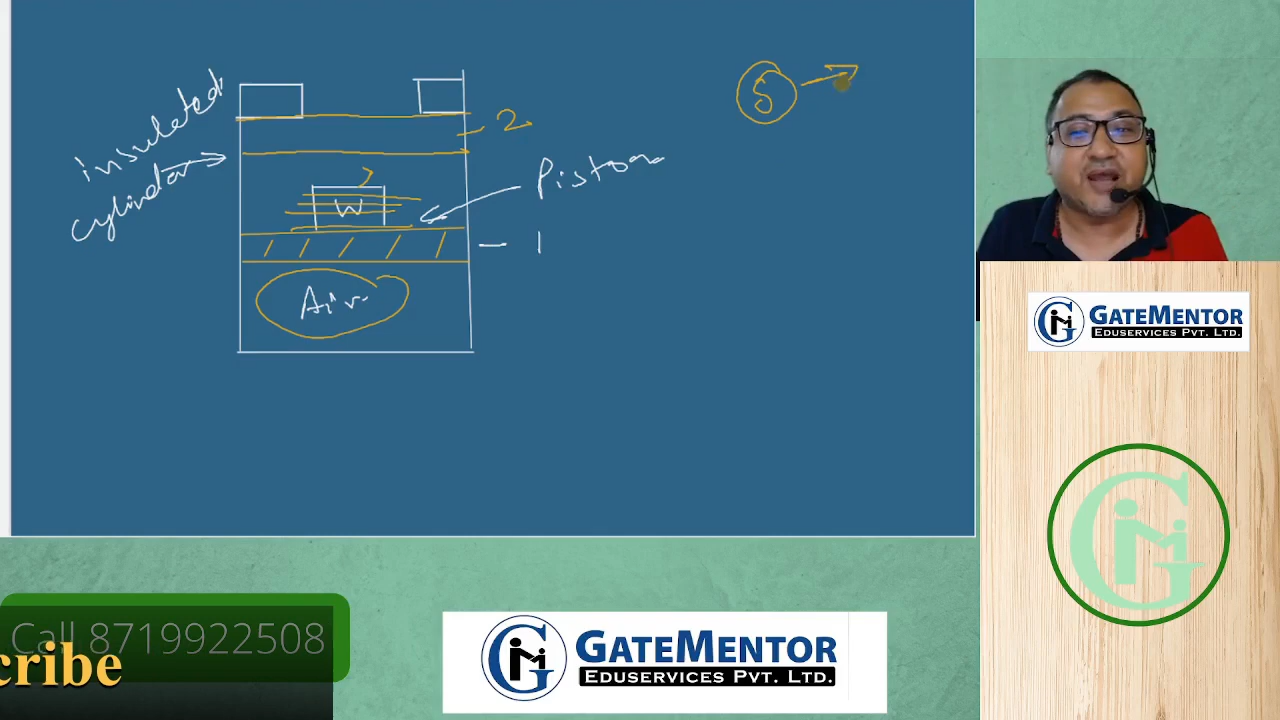 insulated
cylinder
2
W
Piston
1
Air
S
GATEMENTOR
EDUSERVICES PVT. LTD.
Call 8719922508
cribe
GATEMENTOR
EDUSERVICES PVT. LTD.